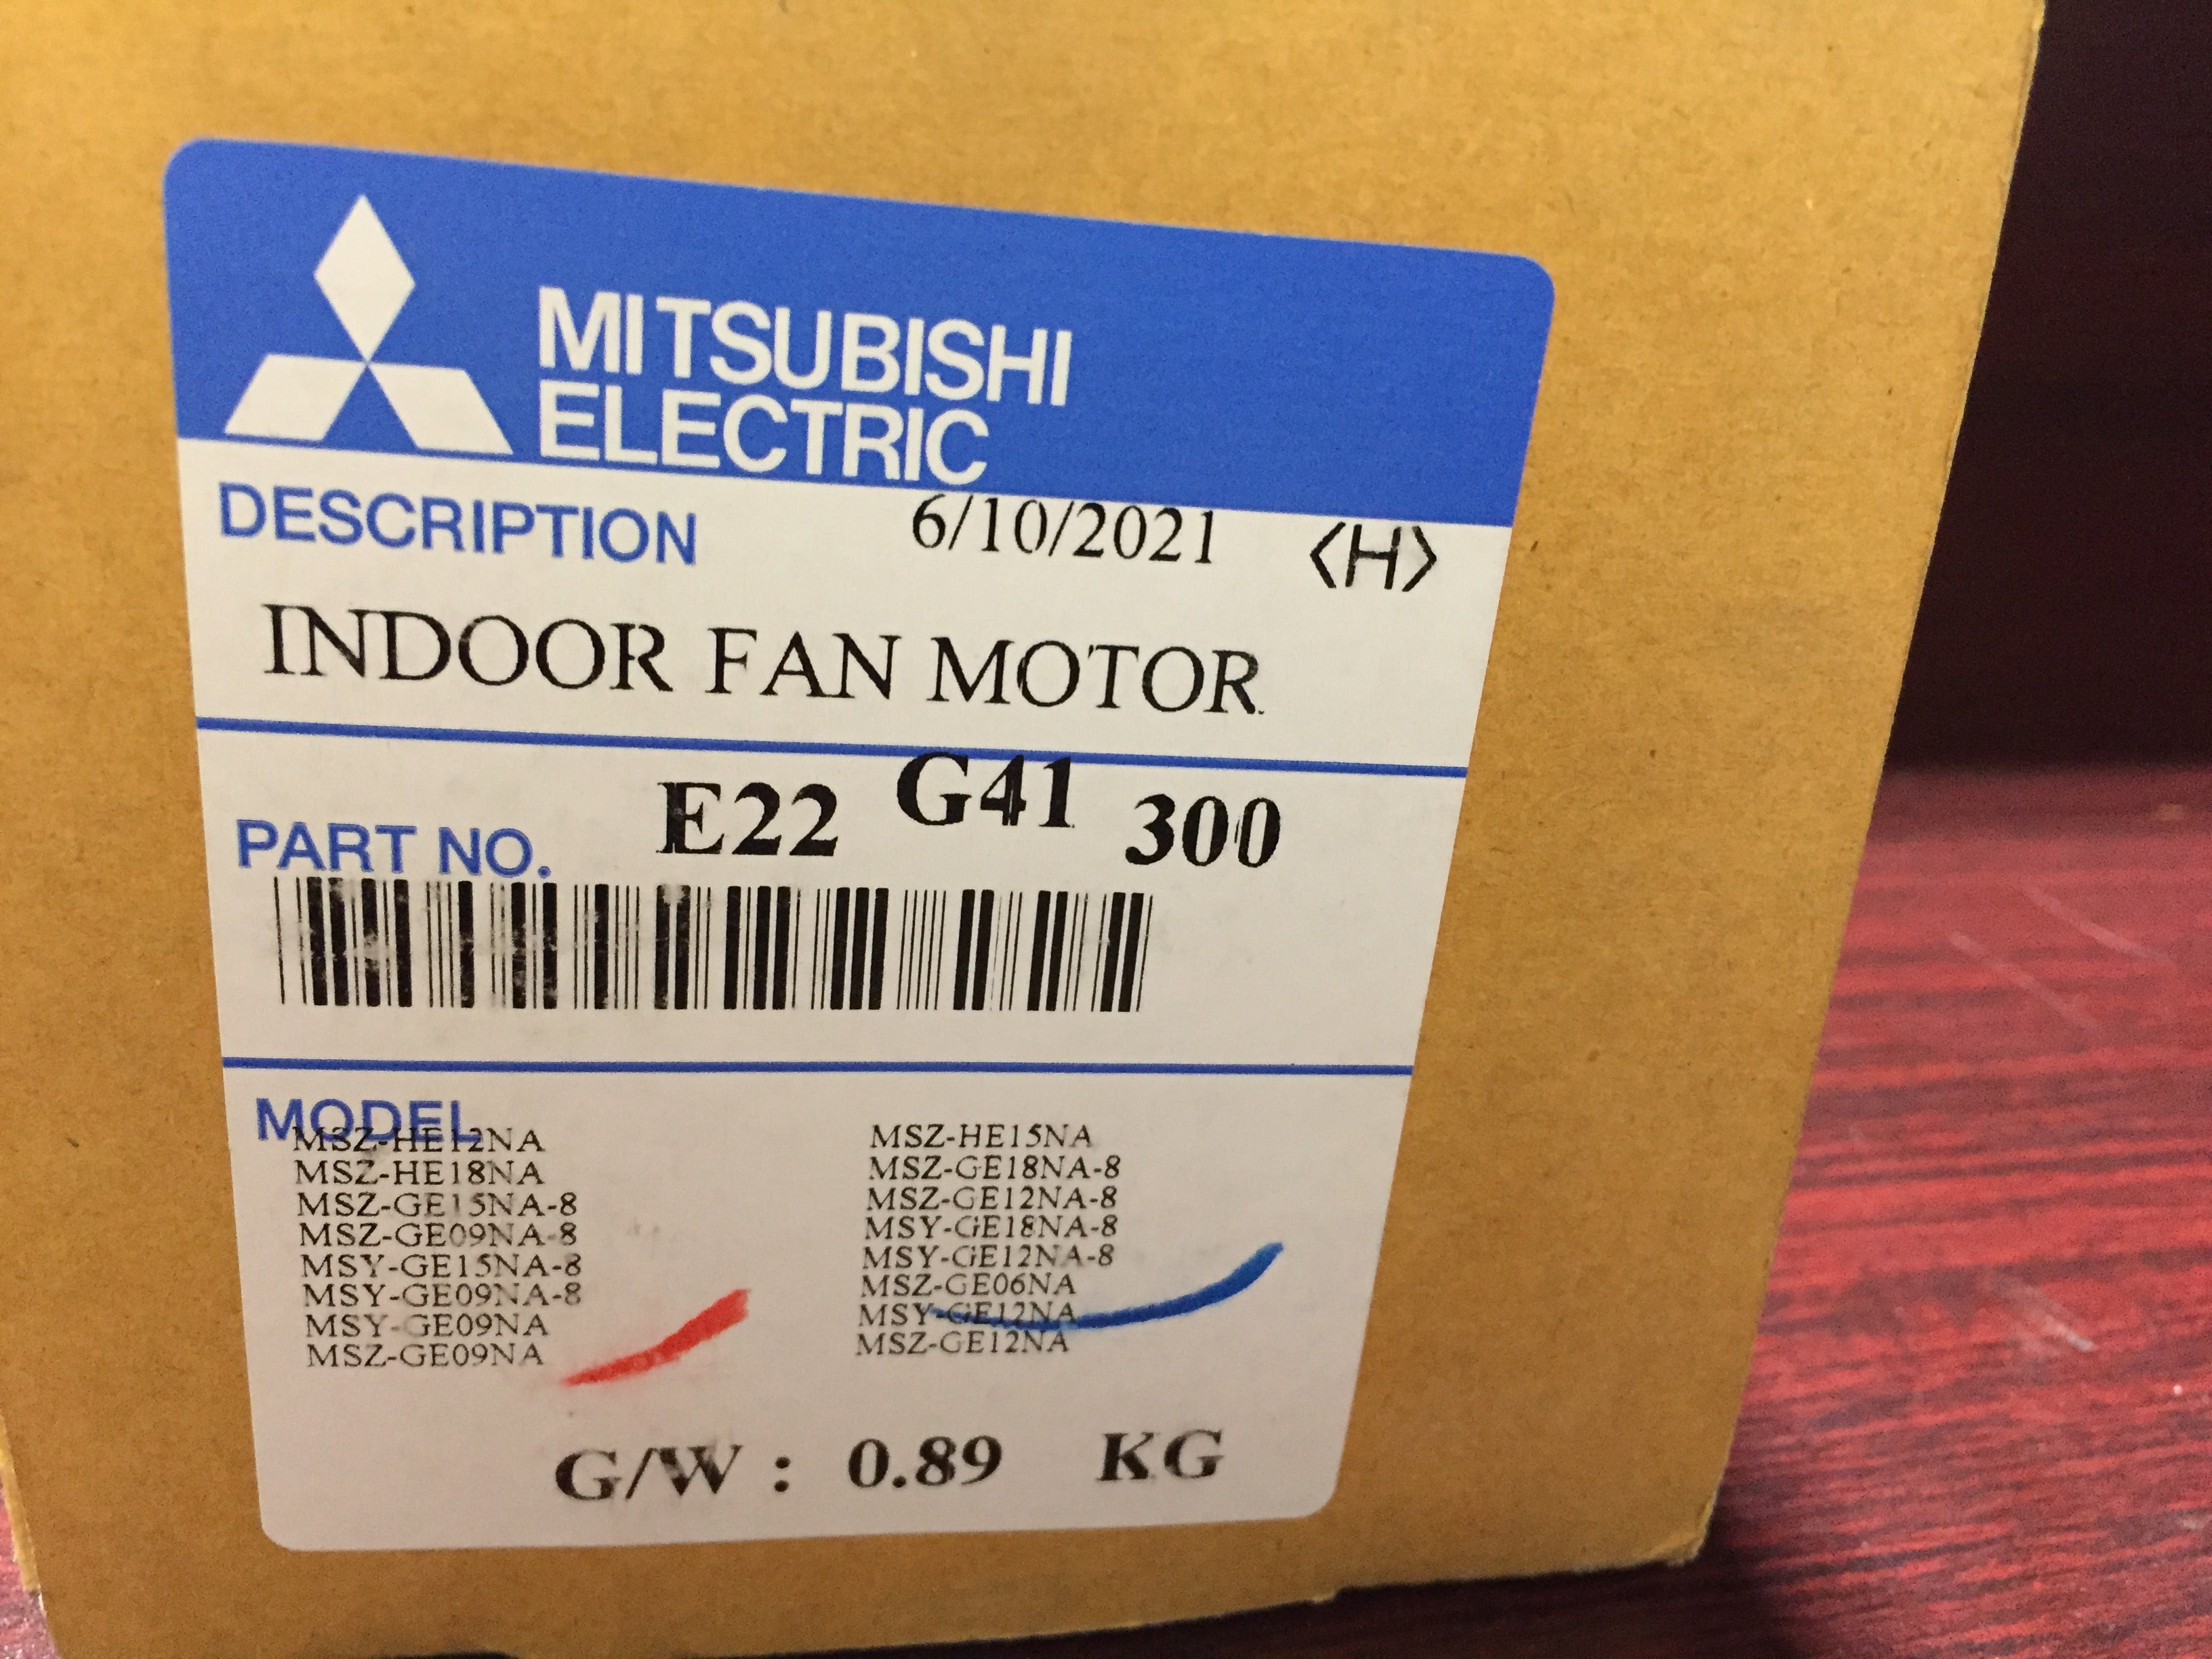 MITSUBISHI
ELECTRIC
DESCRIPTION 6/10/2021 <H>
INDOOR FAN MOTOR
PART NO. E22 G41 300
MODEL
MSZ-HE12NA MSZ-HE15NA
MSZ-HE18NA MSZ-GE18NA-8
MSZ-GE15NA-8 MSZ-GE12NA-8
MSZ-GE09NA-8 MSY-GE18NA-8
MSY-GE15NA-8 MSY-GE12NA-8
MSY-GE09NA-8 MSZ-GE06NA
MSY-GE09NA MSY-GE12NA
MSZ-GE09NA MSZ-GE12NA
G/W : 0.89 KG